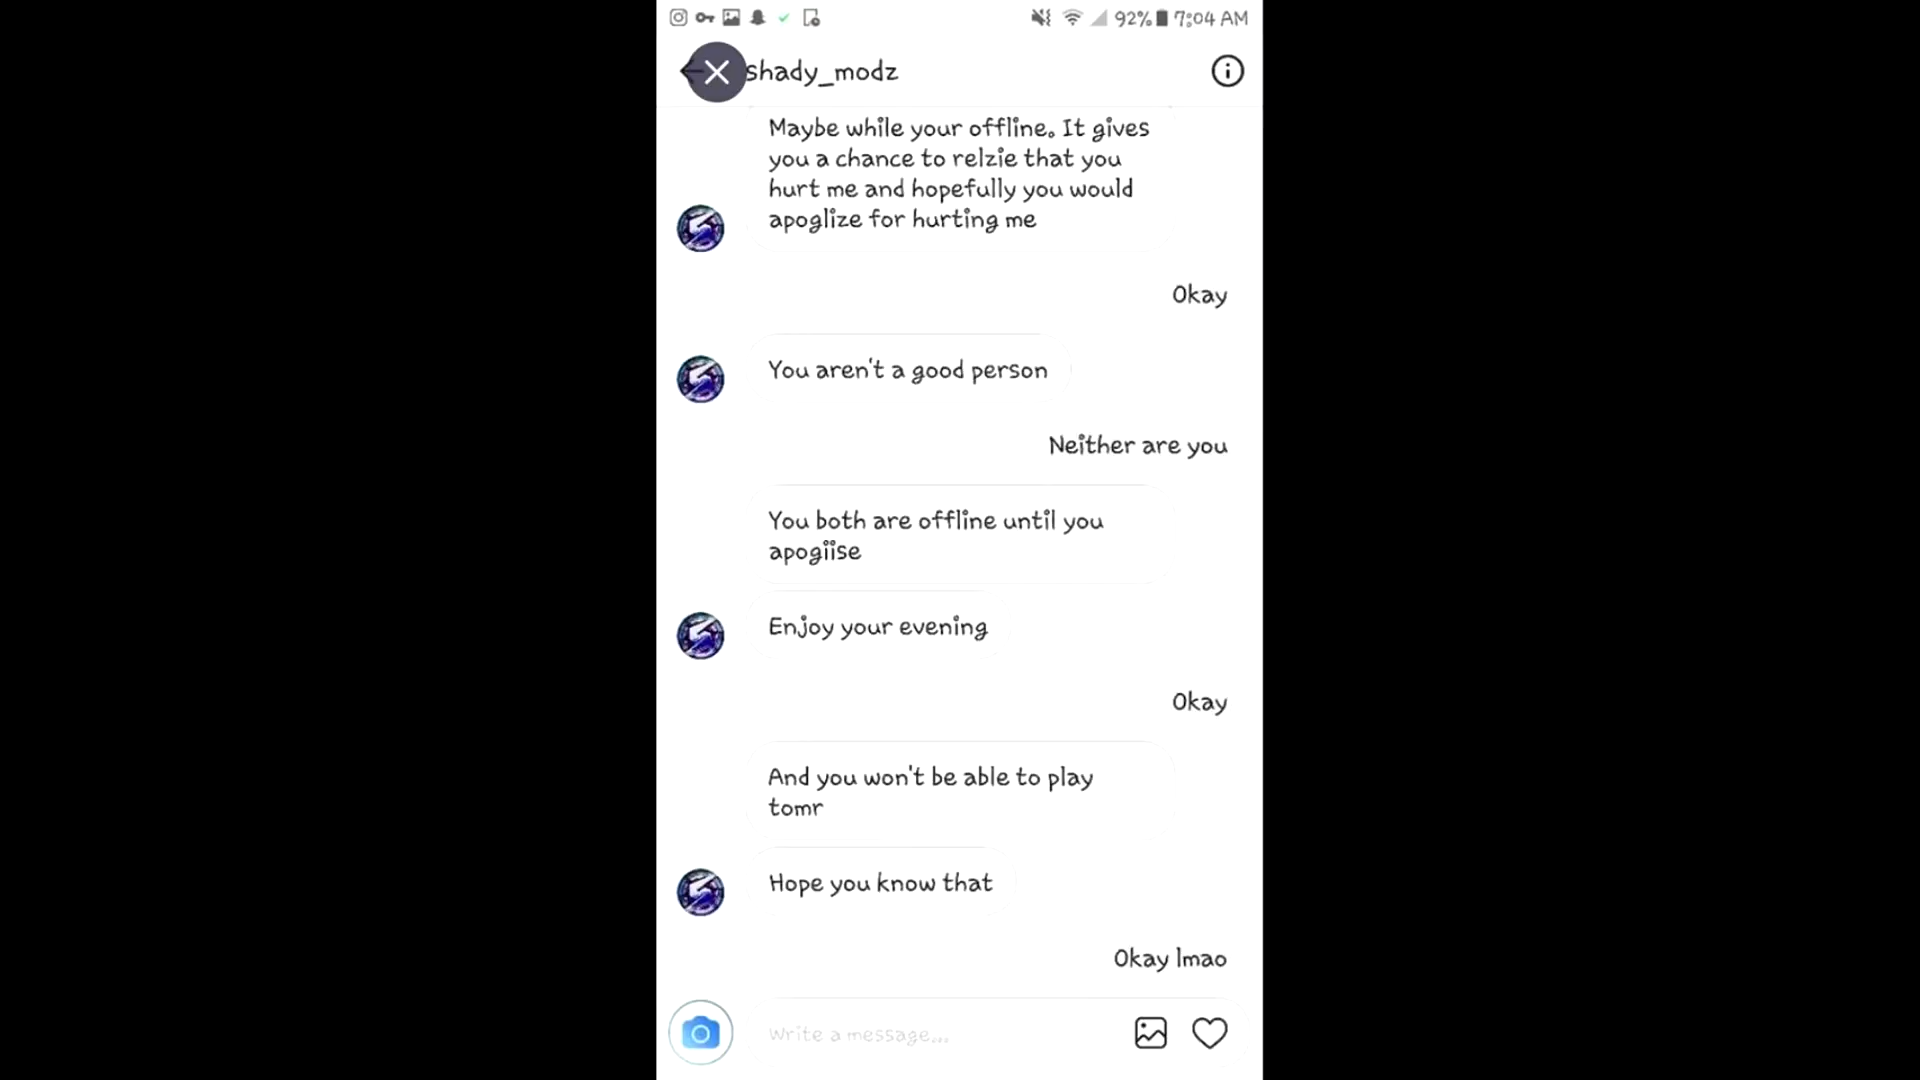 92% 7:04 AM
shady_modz
Maybe while your offline. It gives
you a chance to relzie that you
hurt me and hopefully you would
apoglize for hurting me
Okay
You aren't a good person
Neither are you
You both are offline until you
apogiise
Enjoy your evening
Okay
And you won't be able to play
tomr
Hope you know that
Okay lmao
Write a message...